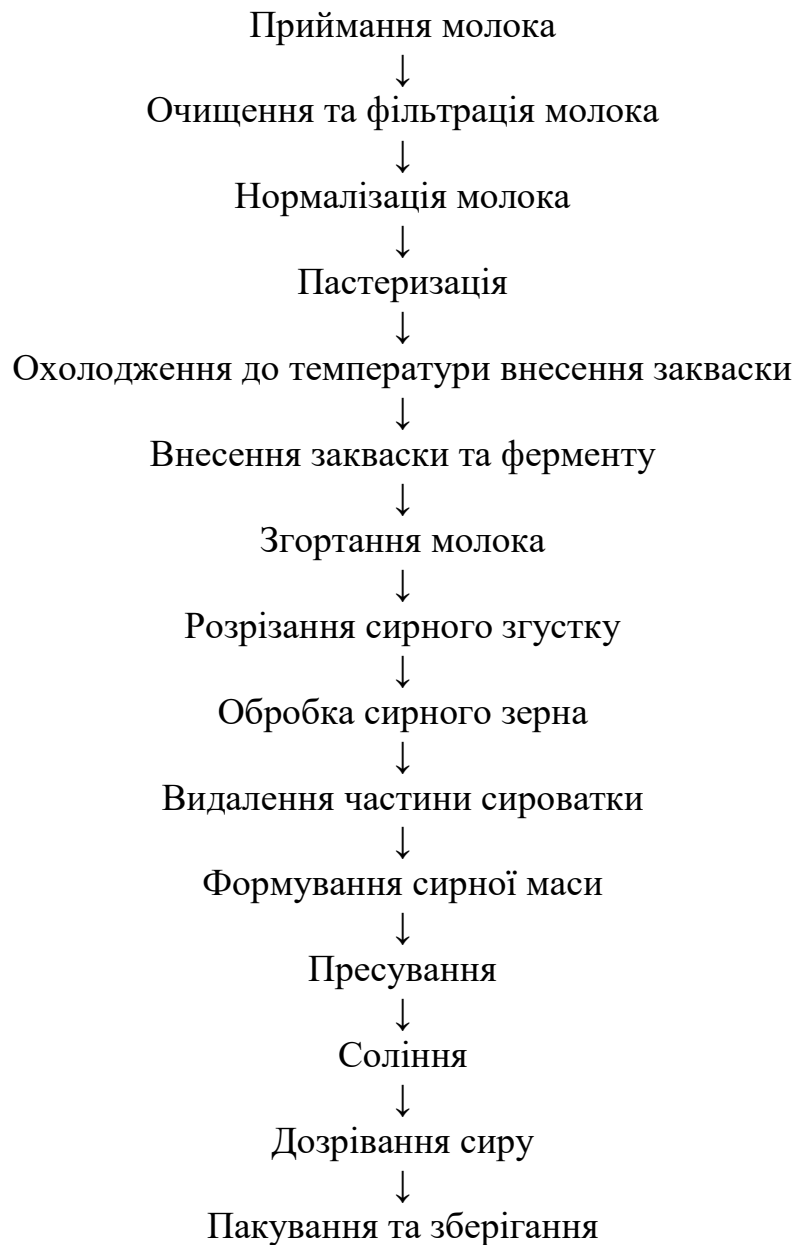 Приймання молока
↓
Очищення та фільтрація молока
↓
Нормалізація молока
↓
Пастеризація
↓
Охолодження до температури внесення закваски
↓
Внесення закваски та ферменту
↓
Згортання молока
↓
Розрізання сирного згустку
↓
Обробка сирного зерна
↓
Видалення частини сироватки
↓
Формування сирної маси
↓
Пресування
↓
Соління
↓
Дозрівання сиру
↓
Пакування та зберігання